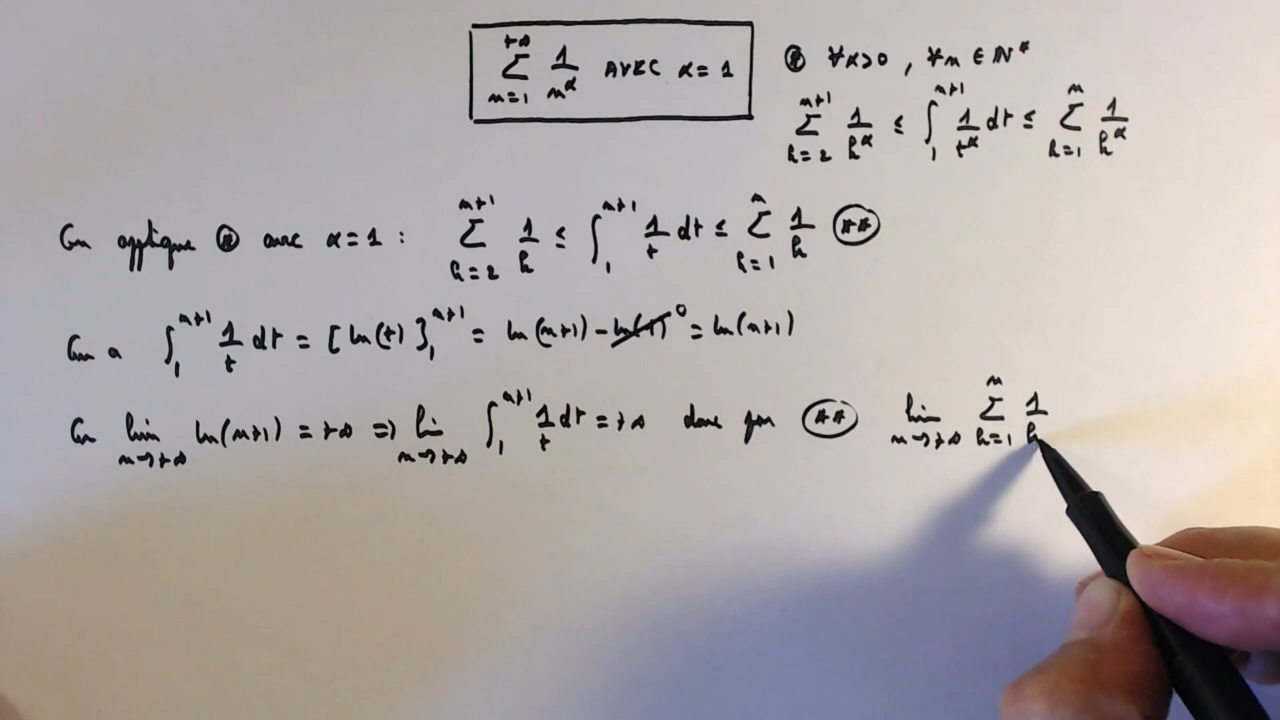 ∑_{n=1}^{+∞} 1/n^α AVEC α = 1
⊛ ∀α>0, ∀n ∈ ℕ*
∑_{k=2}^{n+1} 1/k^α ≤ ∫_1^{n+1} 1/t^α dt ≤ ∑_{k=1}^{n} 1/k^α
On applique ⊛ avec α = 1 : ∑_{k=2}^{n+1} 1/k ≤ ∫_1^{n+1} 1/t dt ≤ ∑_{k=1}^{n} 1/k (**)
On a ∫_1^{n+1} 1/t dt = [ln(t)]_1^{n+1} = ln(n+1) - ln(1) 0 = ln(n+1)
On lim_{n→+∞} ln(n+1) = +∞ ⇒ lim_{n→+∞} ∫_1^{n+1} 1/t dt = +∞ donc par (**) lim_{n→+∞} ∑_{k=1}^{n} 1/k